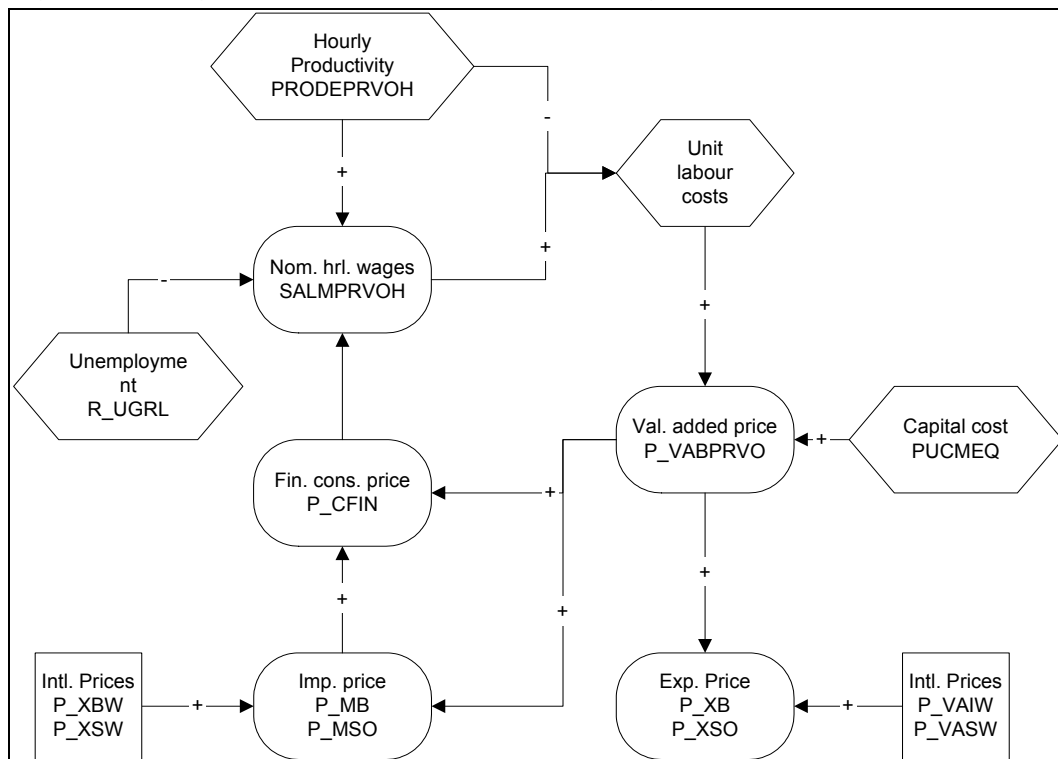 Hourly
Productivity
PRODEPRVOH
-
Unit
labour
costs
+
+
Nom. hrl. wages
SALMPRVOH
-
+
Unemployme
nt
R_UGRL
Val. added price
P_VABPRVO
+
Capital cost
PUCMEQ
Fin. cons. price
P_CFIN
+
+
+
+
Intl. Prices
P_XBW
P_XSW
+
Imp. price
P_MB
P_MSO
Exp. Price
P_XB
P_XSO
+
Intl. Prices
P_VAIW
P_VASW